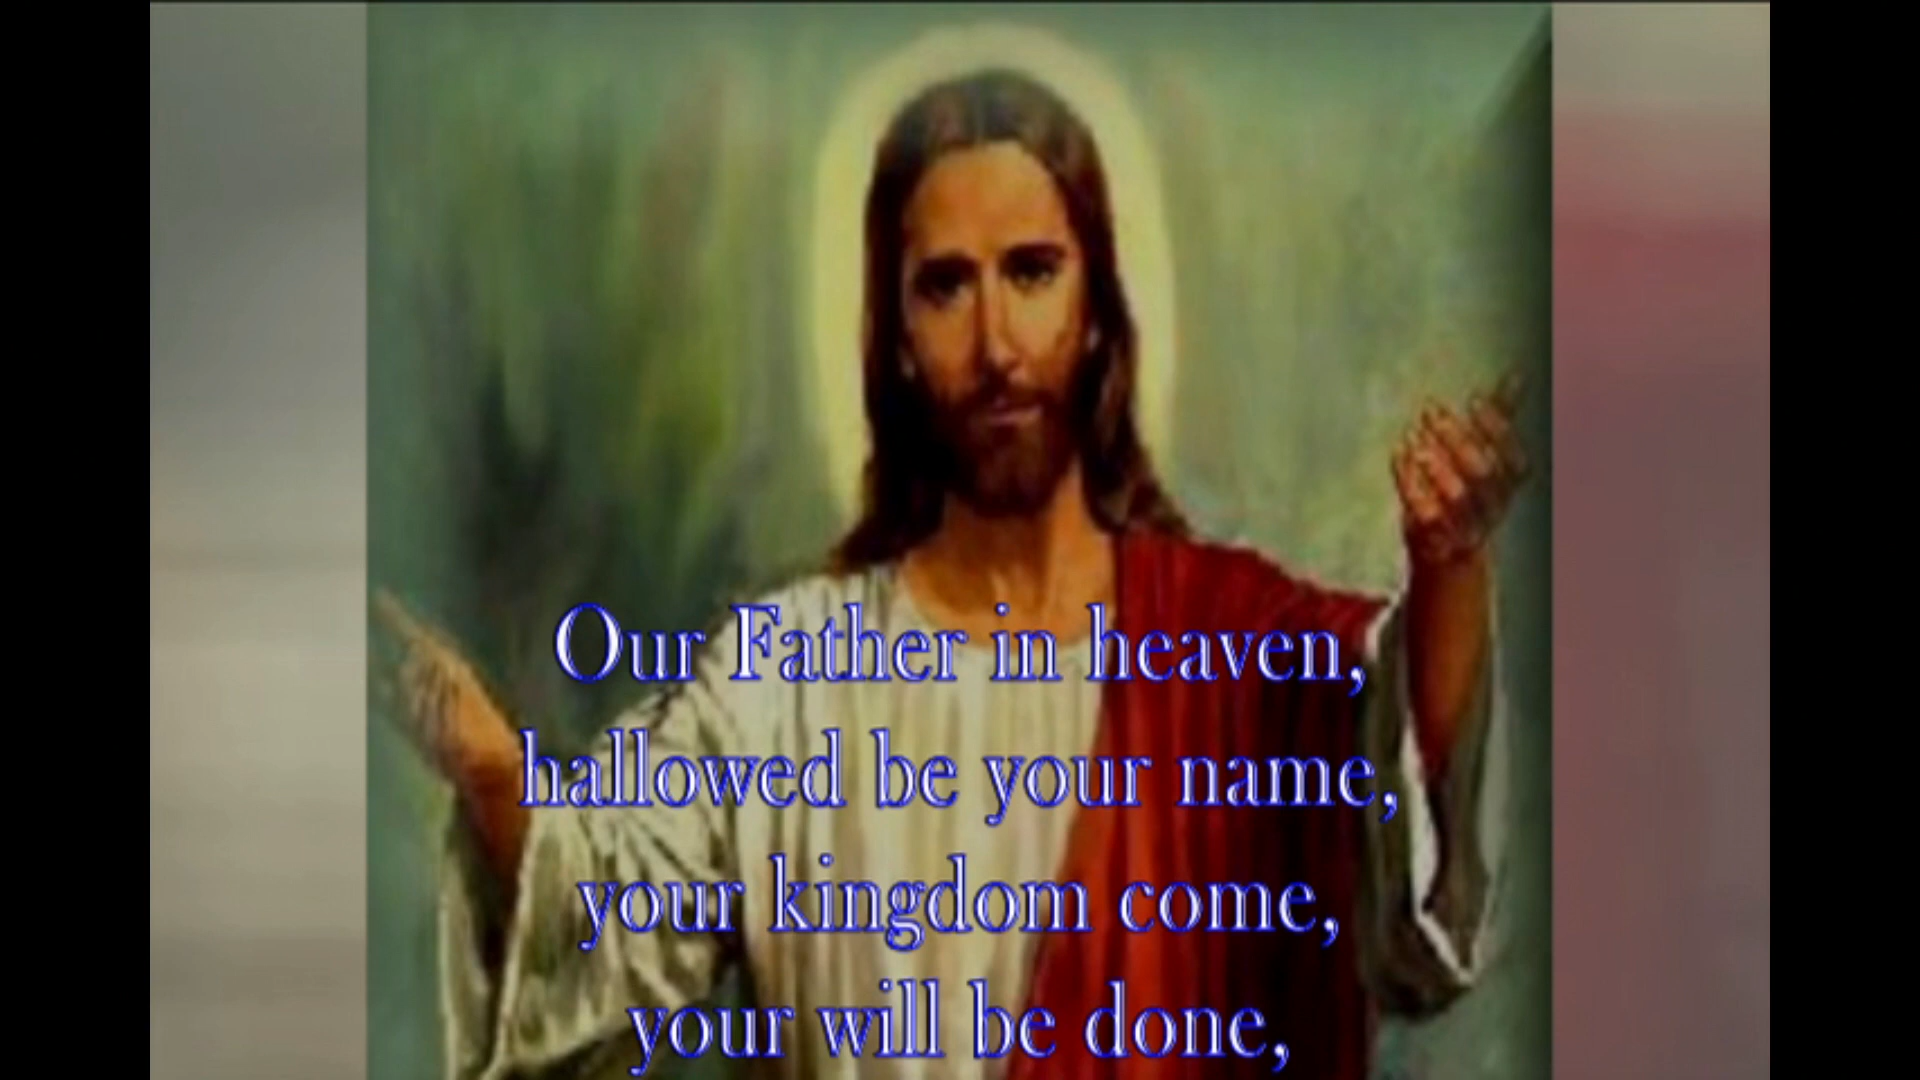 Our Father in heaven,
hallowed be your name,
your kingdom come,
your will be done,